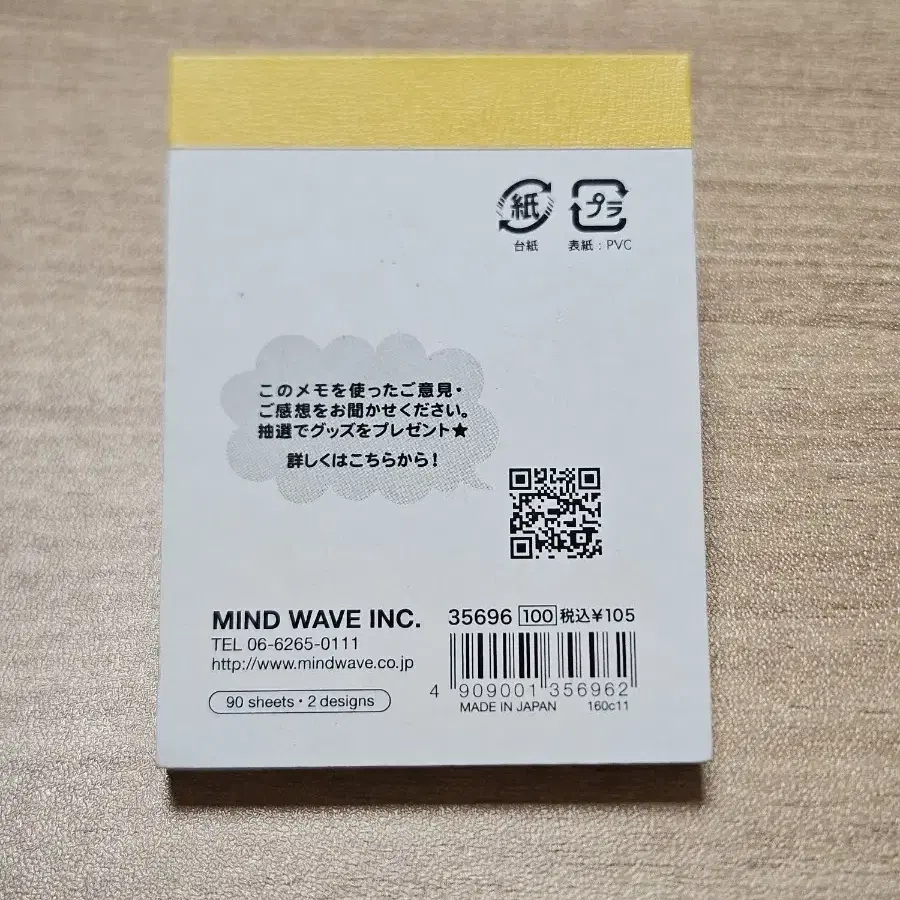 紙 プラ
台紙 表紙：PVC
このメモを使ったご意見・
ご感想をお聞かせください。
抽選でグッズをプレゼント★
詳しくはこちらから！
MIND WAVE INC.
TEL 06-6265-0111
http://www.mindwave.co.jp
90 sheets・2 designs
35696 100 税込¥105
4 909001 356962
MADE IN JAPAN 160c11